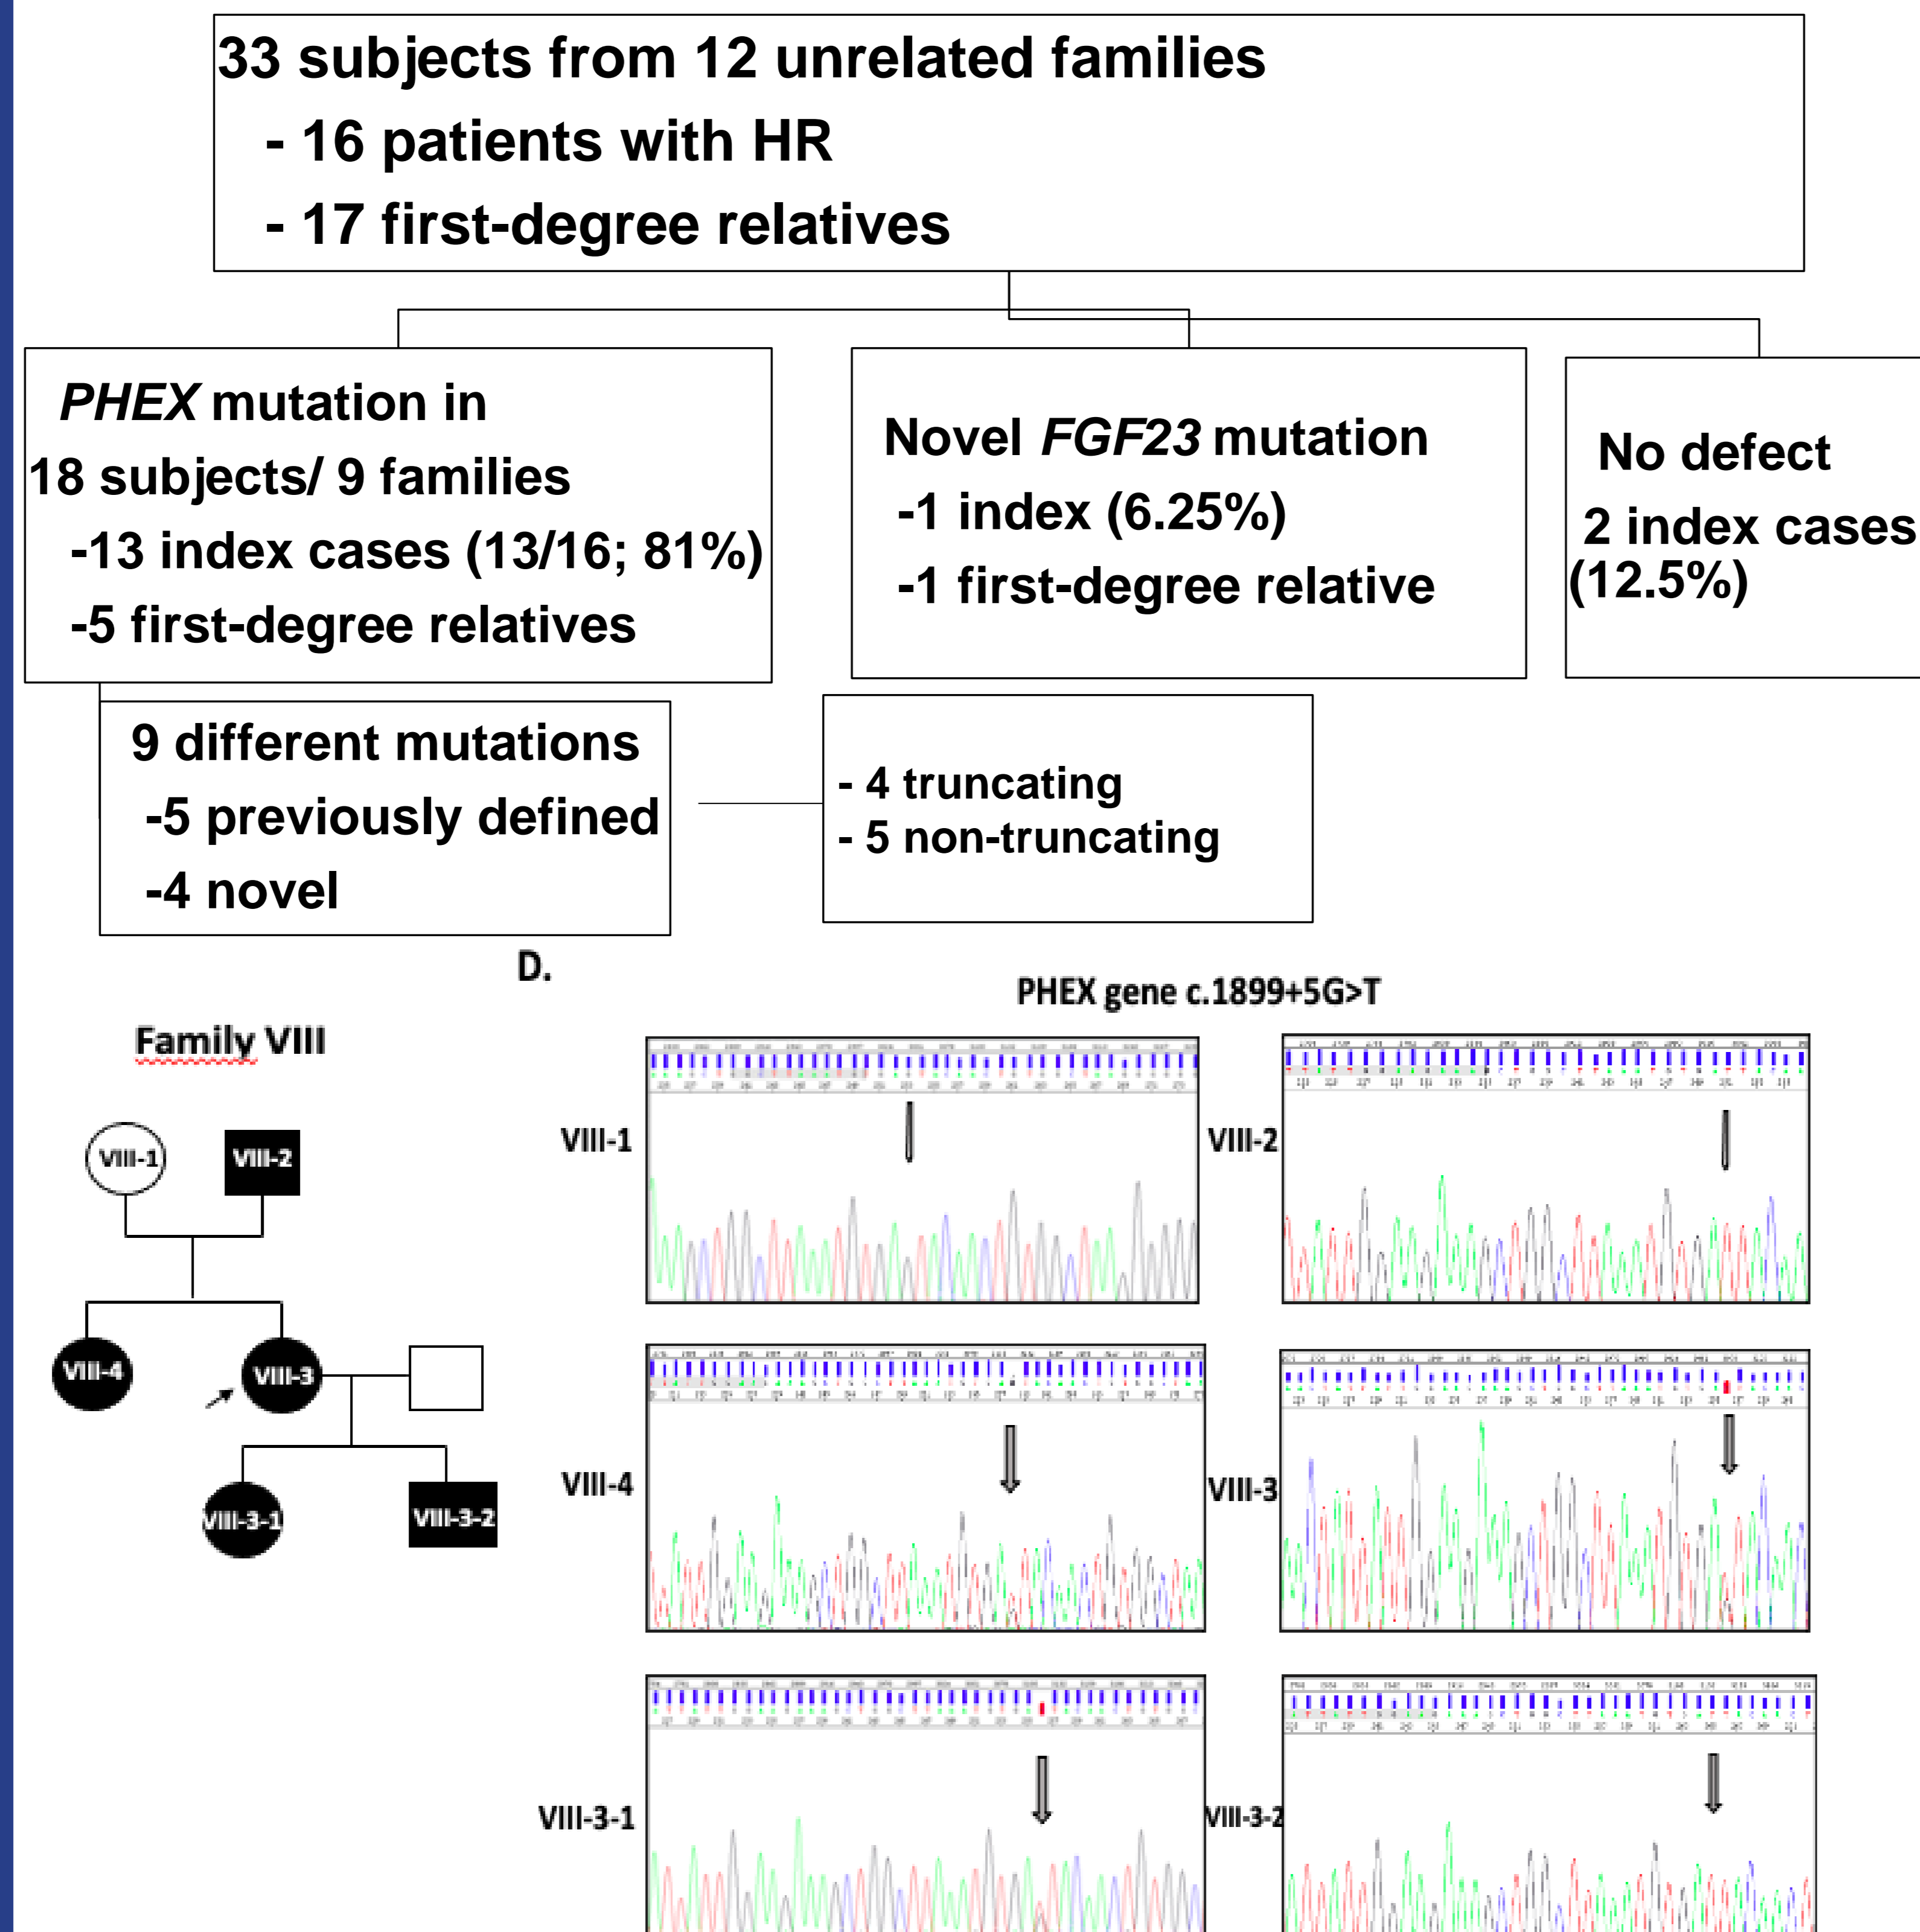 33 subjects from 12 unrelated families
- 16 patients with HR
- 17 first-degree relatives
PHEX mutation in
18 subjects/ 9 families
-13 index cases (13/16; 81%)
-5 first-degree relatives
Novel FGF23 mutation
-1 index (6.25%)
-1 first-degree relative
No defect
2 index cases
(12.5%)
9 different mutations
-5 previously defined
-4 novel
- 4 truncating
- 5 non-truncating
D.
PHEX gene c.1899+5G>T
Family VIII
VIII-1
VIII-2
VIII-4
VIII-3
VIII-3-1
VIII-3-2
VIII-1
VIII-2
VIII-4
VIII-3
VIII-3-1
VIII-3-2